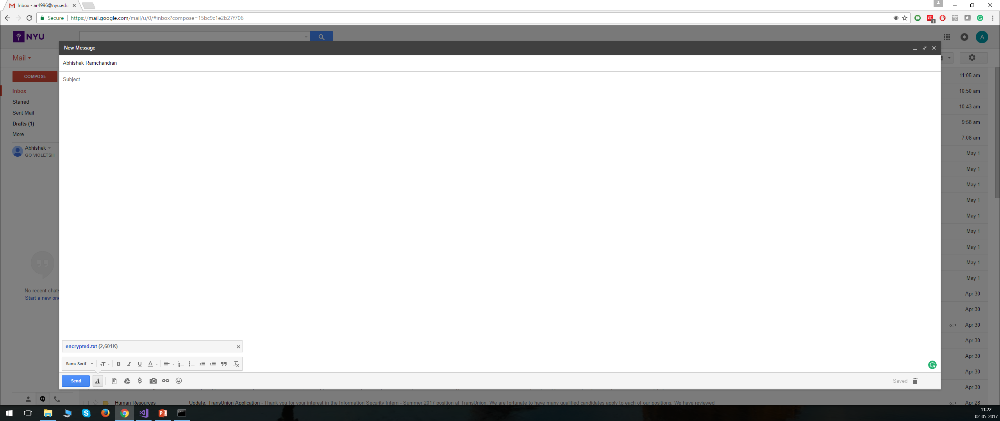 Inbox - ar4996@nyu.edu
Secure https://mail.google.com/mail/u/0/#inbox?compose=15bc9c1e2b27f706
NYU
A
New Message
Mail
Abhishek Ramchandran
COMPOSE
Subject
11:05 am
Inbox
10:50 am
Starred
10:43 am
Sent Mail
Drafts (1)
9:58 am
More
7:08 am
Abhishek
GO VIOLETS!!!
May 1
May 1
May 1
May 1
May 1
May 1
May 1
May 1
May 1
No recent chats
Start a new one
Apr 30
Apr 30
Apr 30
Apr 30
encrypted.txt (2,601K)
Apr 30
Sans Serif
Apr 30
Send
Saved
Apr 30
Human Resources Update: TransUnion Application - Thank you for your interest in the Information Security Intern - Summer 2017 position at TransUnion. We are fortunate to have many qualified candidates apply to each of our positions. We have reviewed Apr 28
11:22
02-05-2017